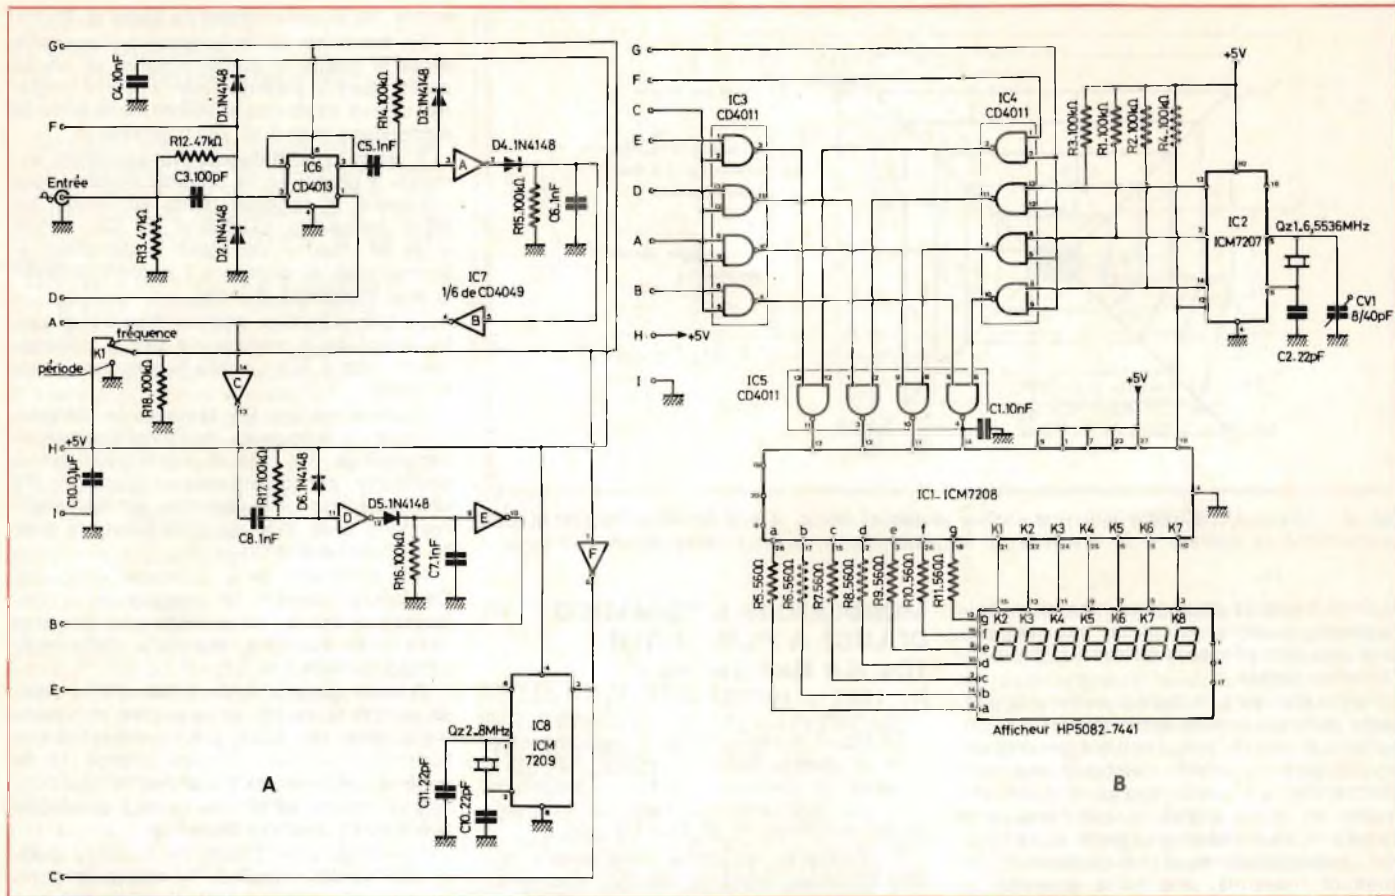 G
C4.10nF
D1.1N4148
F
R12.47kΩ
C3.100pF
Entrée
R13.47kΩ
D2.1N4148
IC6
CD4013
C5.1nF
R14.100kΩ
D3.1N4148
A
D4.1N4148
R15.100kΩ
C6.1nF
IC7
1/6 de CD4049
B
D
A
fréquence
K1
période
R18.100kΩ
C
H
+5V
C10.0,1µF
I
R17.100kΩ
D6.1N4148
C8.1nF
D
D5.1N4148
R16.100kΩ
C7.1nF
E
F
B
E
Qz2.8MHz
IC8
ICM
7209
C11.22pF
C10.22pF
A
C
G
F
C
E
D
A
B
H
+5V
I
IC3
CD4011
IC4
CD4011
R3.100kΩ
R1.100kΩ
R2.100kΩ
R4.100kΩ
+5V
IC2
ICM7207
Qz1.6,5536MHz
CV1
8/40pF
C2.22pF
IC5
CD4011
C1.10nF
+5V
IC1_ICM7208
a b c d e f g
R5.560Ω
R6.560Ω
R7.560Ω
R8.560Ω
R9.560Ω
R10.560Ω
R11.560Ω
K1 K2 K3 K4 K5 K6 K7
K2 K3 K4 K5 K6 K7 K8
g
f
e
d
c
b
a
8888888
Afficheur HP5082_7441
B